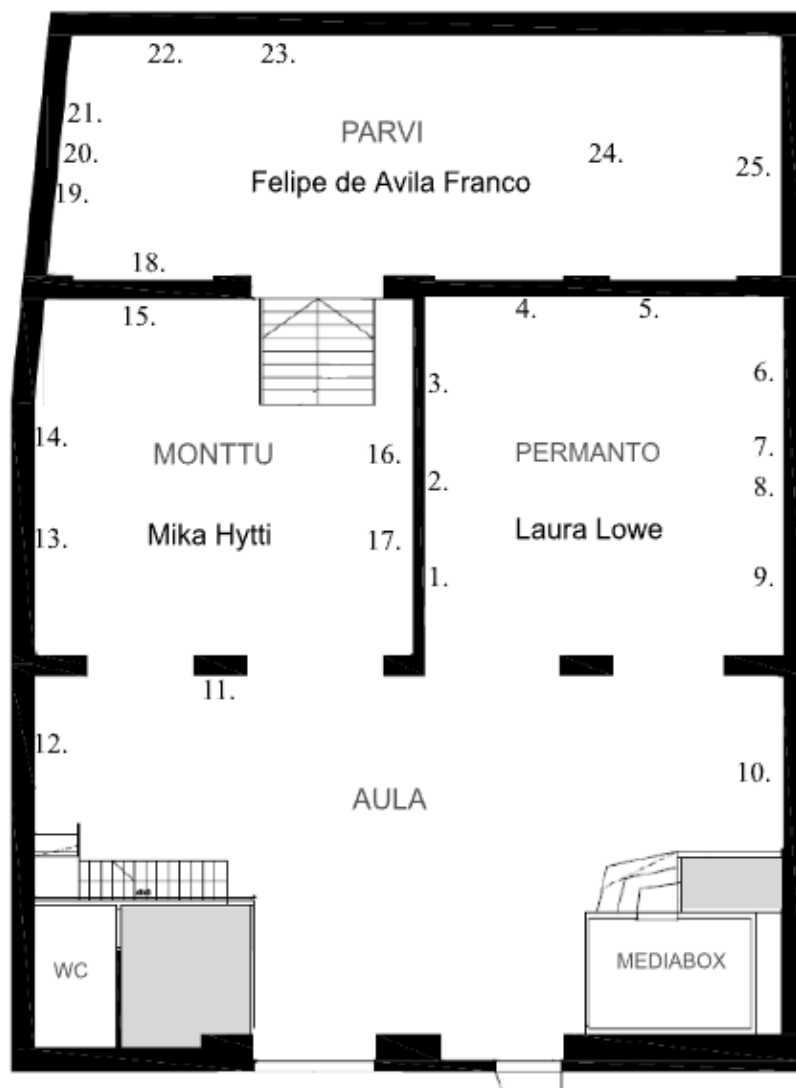 22. 23.
21.
PARVI
20. 24.
25.
Felipe de Avila Franco
19.
18.
15. 4. 5.
3. 6.
14.
MONTTU 16. PERMANTO 7.
2. 8.
13. Mika Hytti 17. Laura Lowe
1. 9.
11.
12.
10.
AULA
WC MEDIABOX